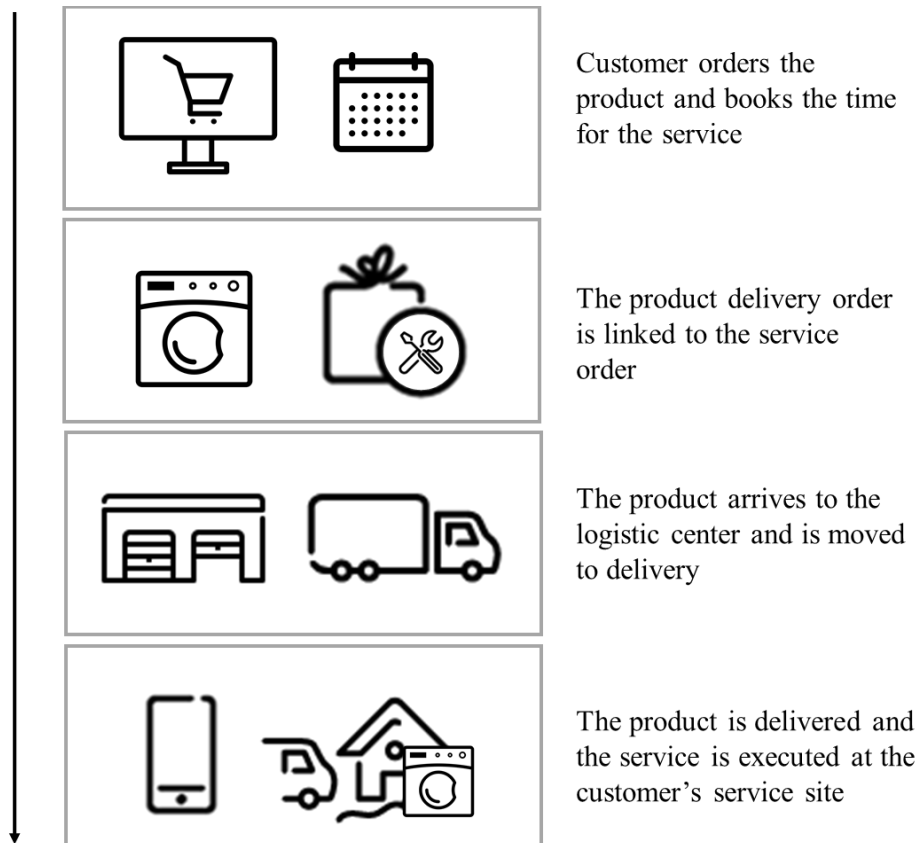 Customer orders the
product and books the time
for the service
The product delivery order
is linked to the service
order
The product arrives to the
logistic center and is moved
to delivery
The product is delivered and
the service is executed at the
customer’s service site